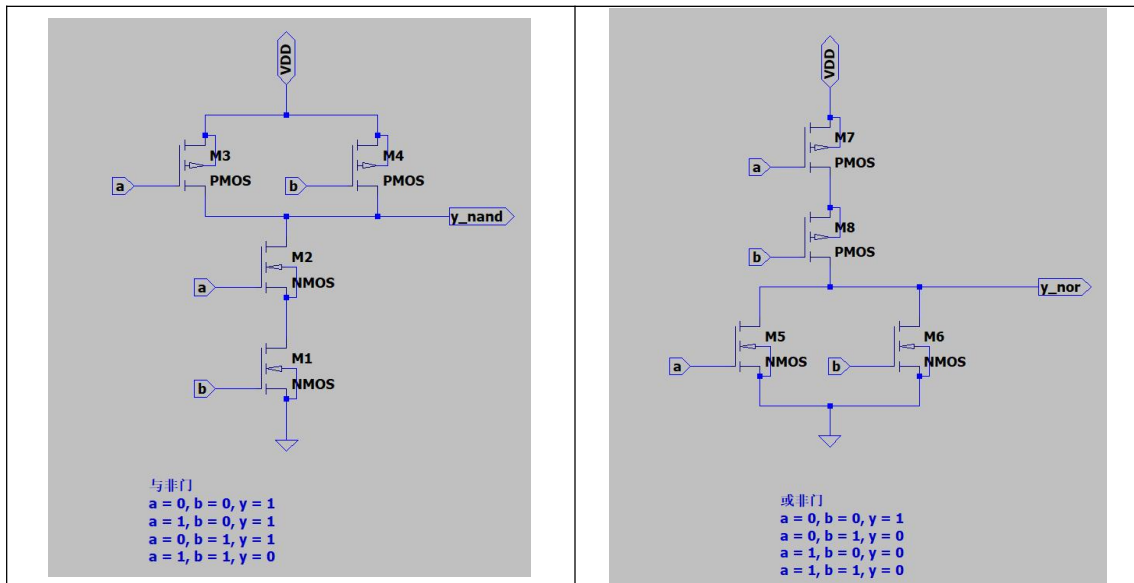 VDD
M3
M4
a
PMOS
b
PMOS
y_nand
M2
a
NMOS
M1
b
NMOS
与非门
a = 0, b = 0, y = 1
a = 1, b = 0, y = 1
a = 0, b = 1, y = 1
a = 1, b = 1, y = 0
VDD
M7
a
PMOS
M8
b
PMOS
y_nor
M5
M6
a
NMOS
b
NMOS
或非门
a = 0, b = 0, y = 1
a = 0, b = 1, y = 0
a = 1, b = 0, y = 0
a = 1, b = 1, y = 0